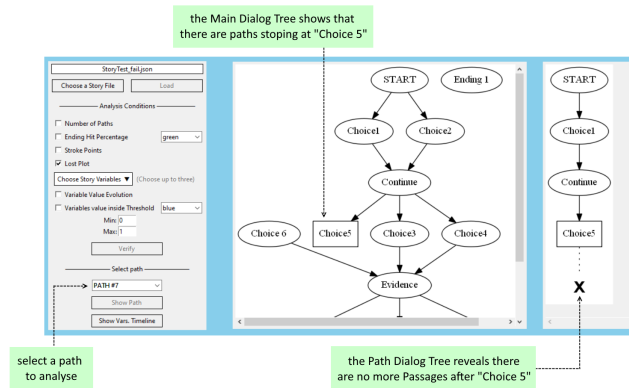 the Main Dialog Tree shows that
there are paths stoping at "Choice 5"
StoryTest_fail.json
Choose a Story File
Load
Analysis Conditions
Number of Paths
Ending Hit Percentage
green
Stroke Points
Lost Plot
Choose Story Variables ▼
(Choose up to three)
Variable Value Evolution
Variables value inside Threshold
blue
Min: 0
Max: 1
Verify
Select path
PATH #7
Show Path
Show Vars. Timeline
START
Ending 1
Choice1
Choice2
Continue
Choice 6
Choice5
Choice3
Choice4
Evidence
START
Choice1
Continue
Choice5
X
select a path
to analyse
the Path Dialog Tree reveals there
are no more Passages after "Choice 5"